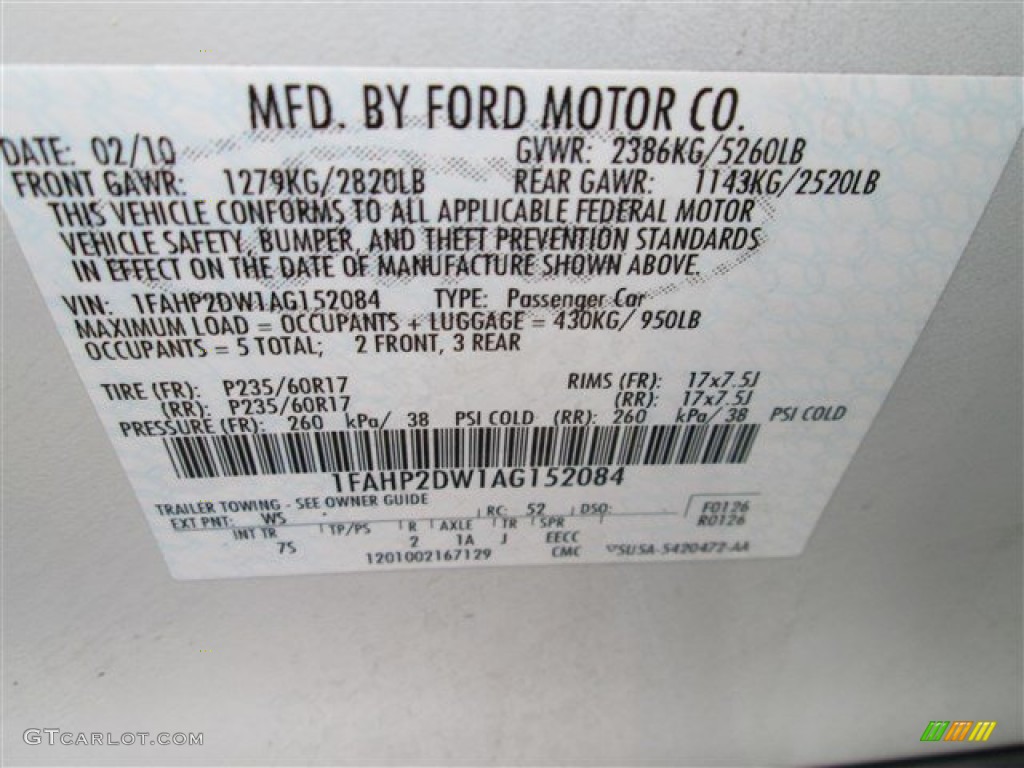 MFD. BY FORD MOTOR CO.
DATE: 02/10 GVWR: 2386KG/5260LB
FRONT GAWR: 1279KG/2820LB REAR GAWR: 1143KG/2520LB
THIS VEHICLE CONFORMS TO ALL APPLICABLE FEDERAL MOTOR
VEHICLE SAFETY, BUMPER, AND THEFT PREVENTION STANDARDS
IN EFFECT ON THE DATE OF MANUFACTURE SHOWN ABOVE.
VIN: 1FAHP2DW1AG152084 TYPE: Passenger Car
MAXIMUM LOAD = OCCUPANTS + LUGGAGE = 430KG/ 950LB
OCCUPANTS = 5 TOTAL; 2 FRONT, 3 REAR
TIRE (FR): P235/60R17 RIMS (FR): 17x7.5J
(RR): P235/60R17 (RR): 17x7.5J
PRESSURE (FR): 260 kPa/ 38 PSI COLD (RR): 260 kPa/ 38 PSI COLD
1FAHP2DW1AG152084
TRAILER TOWING - SEE OWNER GUIDE
EXT PNT: WS RC: 52 DSO: F0126
R0126
INT TR TP/PS R AXLE TR SPR
7S 2 1A J EECC
1201002167129 CMC 5U5A-5420472-AA
GTCARLOT.COM